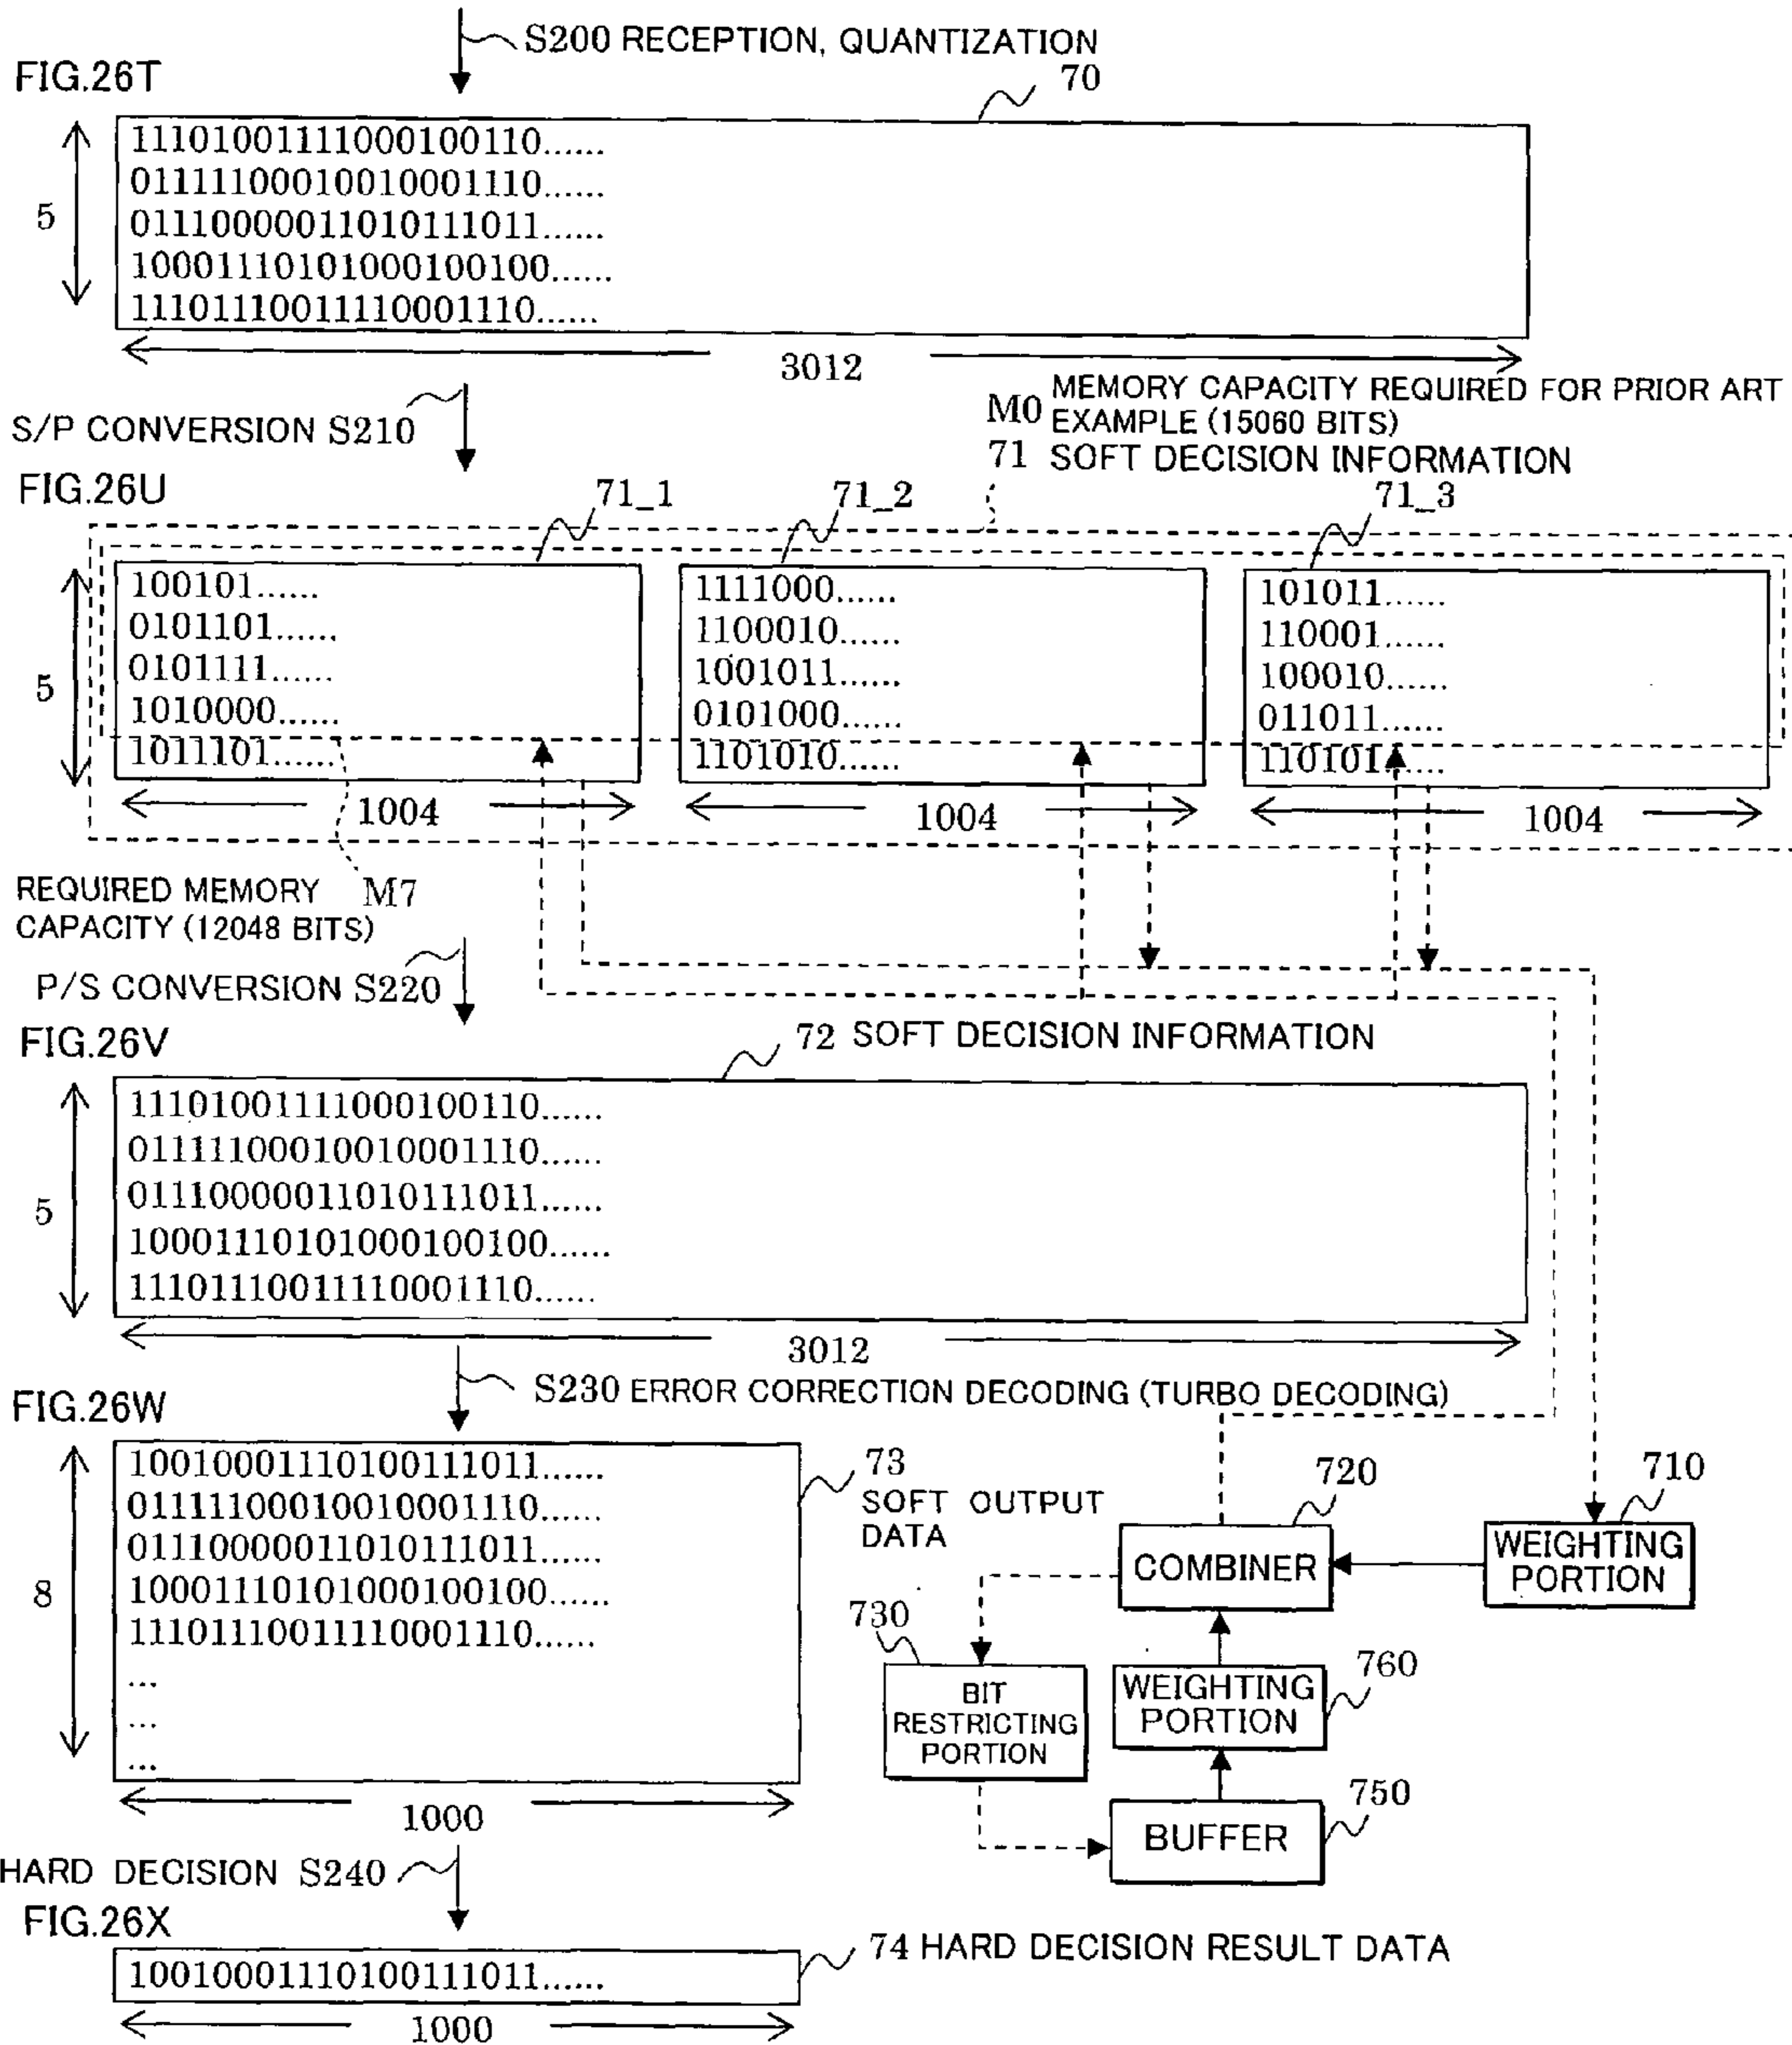 S200 RECEPTION, QUANTIZATION
FIG.26T
70
11101001111000100110......
01111100010010001110......
01110000011010111011......
10001110101000100100......
11101110011110001110......
5
3012
S/P CONVERSION S210
M0 MEMORY CAPACITY REQUIRED FOR PRIOR ART
EXAMPLE (15060 BITS)
71 SOFT DECISION INFORMATION
FIG.26U
71_1
71_2
71_3
5
100101......
0101101......
0101111......
1010000......
1011101......
1111000......
1100010......
1001011......
0101000......
1101010......
101011......
110001......
100010......
011011......
110101......
1004
1004
1004
REQUIRED MEMORY
CAPACITY (12048 BITS)
M7
P/S CONVERSION S220
FIG.26V
72 SOFT DECISION INFORMATION
11101001111000100110......
01111100010010001110......
01110000011010111011......
10001110101000100100......
11101110011110001110......
5
3012
S230 ERROR CORRECTION DECODING (TURBO DECODING)
FIG.26W
10010001110100111011......
01111100010010001110......
01110000011010111011......
10001110101000100100......
11101110011110001110......
...
...
...
8
1000
73
SOFT OUTPUT
DATA
720
COMBINER
710
WEIGHTING
PORTION
730
BIT
RESTRICTING
PORTION
760
WEIGHTING
PORTION
750
BUFFER
HARD DECISION S240
FIG.26X
10010001110100111011......
74 HARD DECISION RESULT DATA
1000